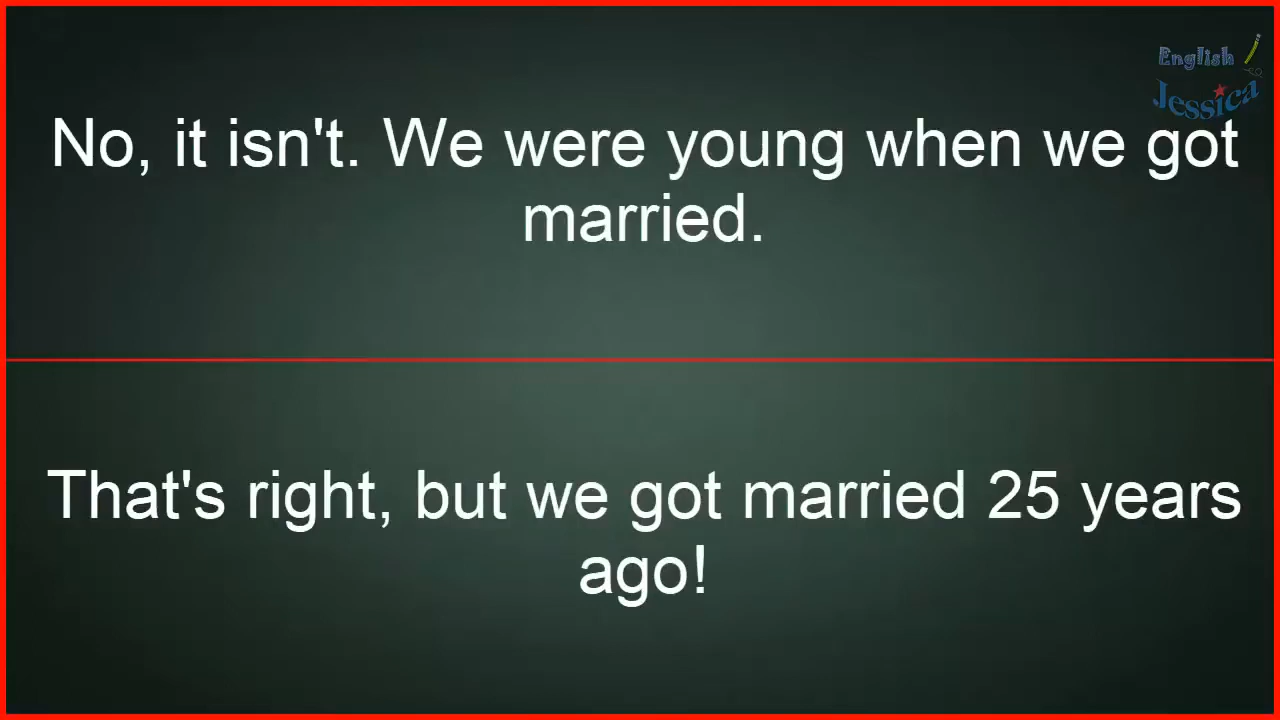 English
Jessica
No, it isn't. We were young when we got
married.
That's right, but we got married 25 years
ago!